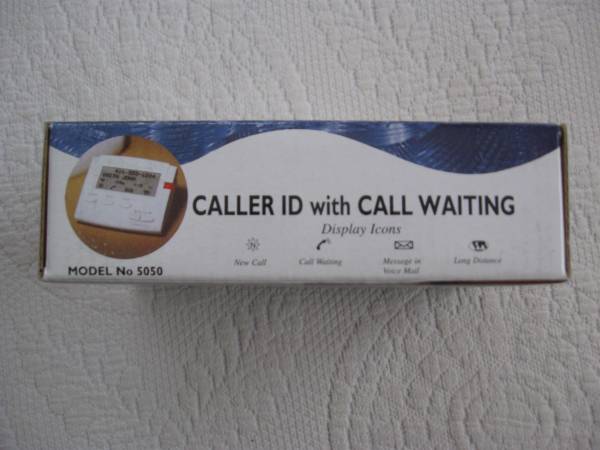 CALLER ID with CALL WAITING
Display Icons
New Call
Call Waiting
Message in
Voice Mail
Long Distance
MODEL No 5050